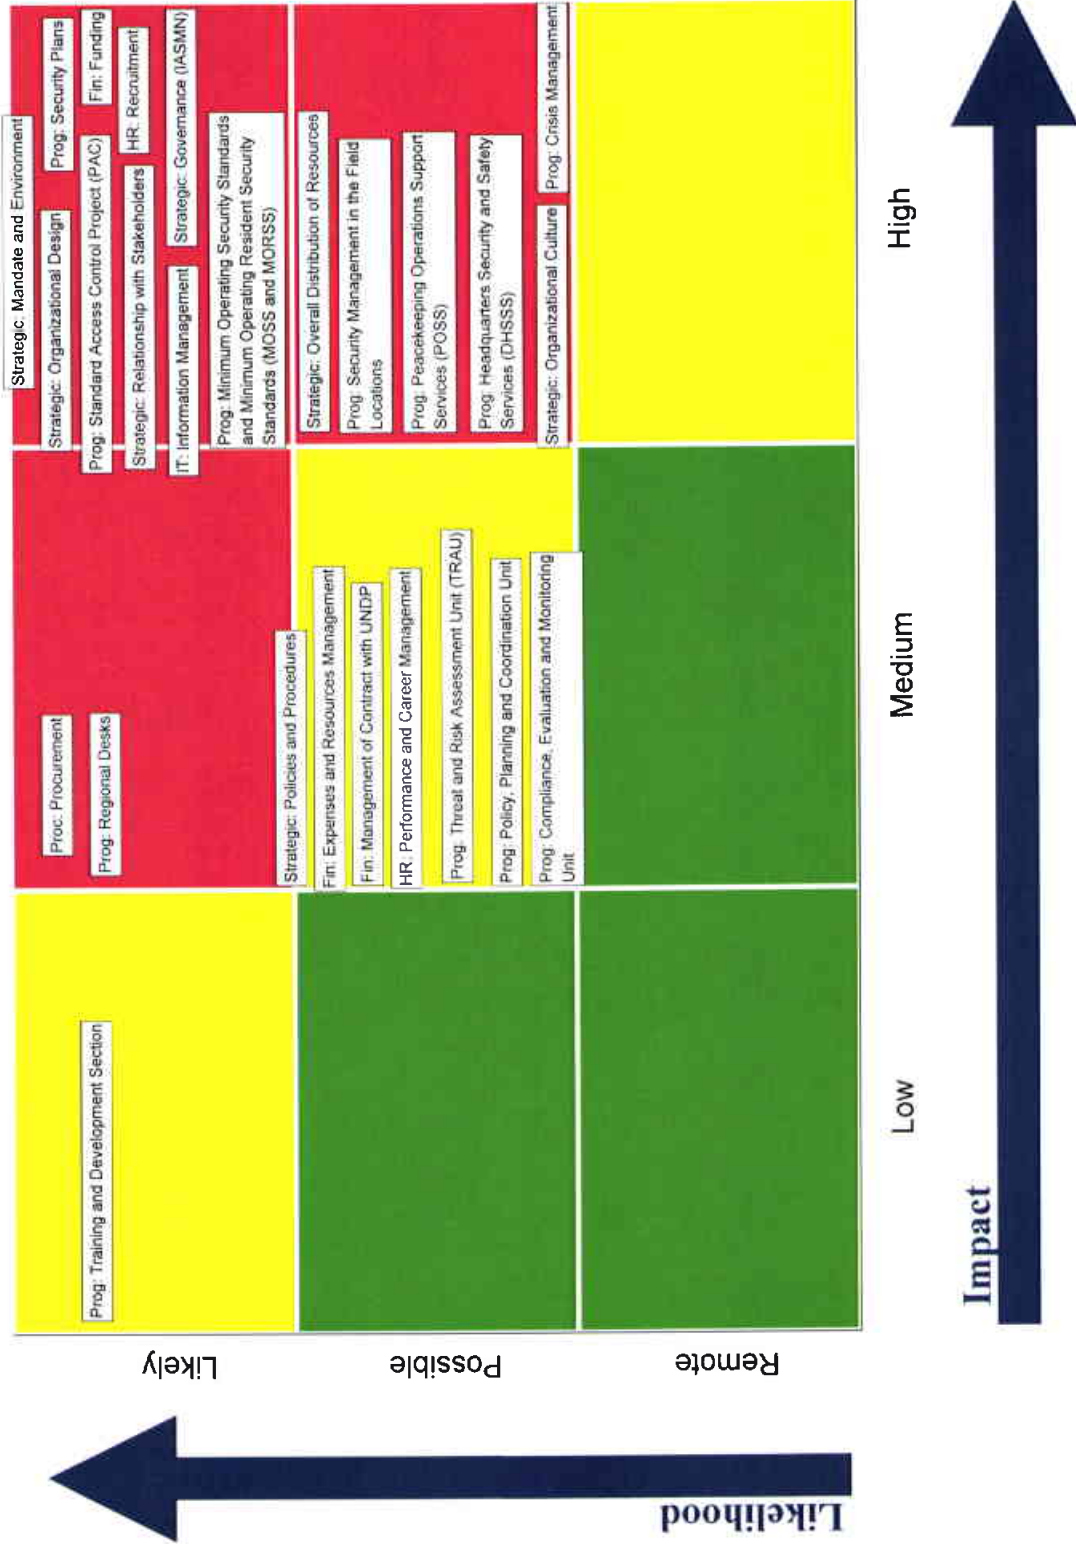 Strategic: Mandate and Environment
Strategic: Organizational Design
Prog: Security Plans
Prog: Standard Access Control Project (PAC)
Fin: Funding
Strategic: Relationship with Stakeholders
HR: Recruitment
IT: Information Management
Strategic: Governance (IASMN)
Prog: Minimum Operating Security Standards
and Minimum Operating Resident Security
Standards (MOSS and MORSS)
Strategic: Overall Distribution of Resources
Prog: Security Management in the Field
Locations
Prog: Peacekeeping Operations Support
Services (POSS)
Prog: Headquarters Security and Safety
Services (DHSSS)
Strategic: Organizational Culture
Prog: Crisis Management
Proc: Procurement
Prog: Regional Desks
Strategic: Policies and Procedures
Fin: Expenses and Resources Management
Fin: Management of Contract with UNDP
HR: Performance and Career Management
Prog: Threat and Risk Assessment Unit (TRAU)
Prog: Policy, Planning and Coordination Unit
Prog: Compliance, Evaluation and Monitoring
Unit
Prog: Training and Development Section
Likely
Possible
Remote
Low
Medium
High
Likelihood
Impact